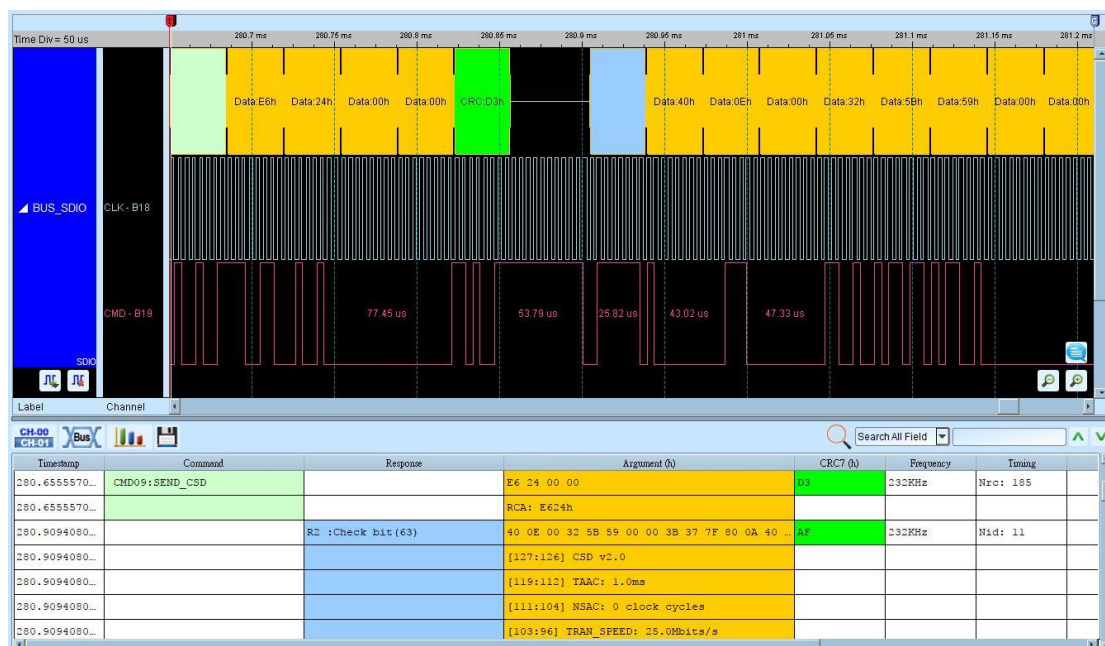 Time Div = 50 us
280.7 ms 280.75 ms 280.8 ms 280.85 ms 280.9 ms 280.95 ms 281 ms 281.05 ms 281.1 ms 281.15 ms 281.2 ms
Data:E6h Data:24h Data:00h Data:00h CRC:D3h Data:40h Data:0Eh Data:00h Data:32h Data:5Bh Data:59h Data:00h Data:00h
BUS_SDIO CLK - B18
CMD - B19 77.45 us 53.79 us 25.82 us 43.02 us 47.33 us
SDIO
Label Channel
CH-00
CH-01 Bus Search All Field
Timestamp Command Response Argument (h) CRC7 (h) Frequency Timing
280.6555570... CMD09:SEND_CSD E6 24 00 00 D3 232KHz Nrc: 185
280.6555570... RCA: E624h
280.9094080... R2 :Check bit(63) 40 0E 00 32 5B 59 00 00 3B 37 7F 80 0A 40 ... AF 232KHz Nid: 11
280.9094080... [127:126] CSD v2.0
280.9094080... [119:112] TAAC: 1.0ms
280.9094080... [111:104] NSAC: 0 clock cycles
280.9094080... [103:96] TRAN_SPEED: 25.0Mbits/s